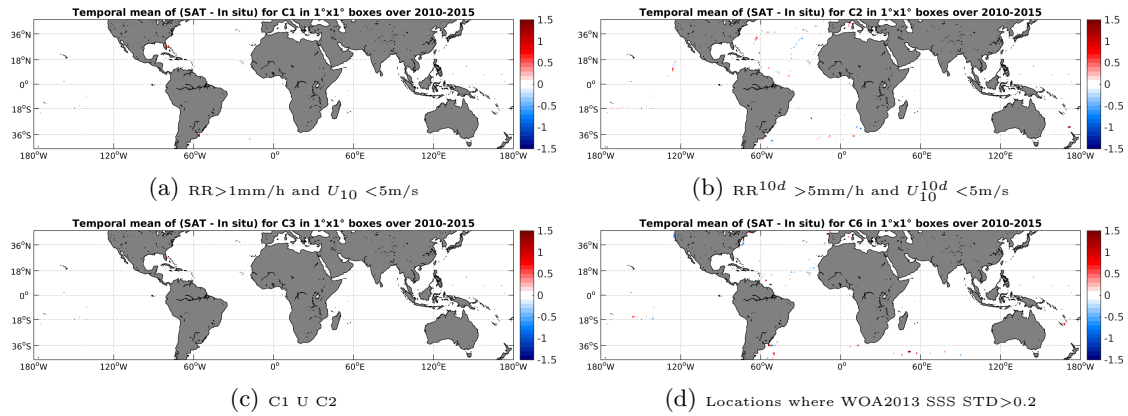 Temporal mean of (SAT - In situ) for C1 in 1°x1° boxes over 2010-2015
36°N
18°N
0°
18°S
36°S
180°W 120°W 60°W 0° 60°E 120°E 180°W
1.5
1
0.5
0
-0.5
-1
-1.5
(a) RR>1mm/h and U10 <5m/s
Temporal mean of (SAT - In situ) for C2 in 1°x1° boxes over 2010-2015
36°N
18°N
0°
18°S
36°S
180°W 120°W 60°W 0° 60°E 120°E 180°W
1.5
1
0.5
0
-0.5
-1
-1.5
(b) RR^10d >5mm/h and U_10^10d <5m/s
Temporal mean of (SAT - In situ) for C3 in 1°x1° boxes over 2010-2015
36°N
18°N
0°
18°S
36°S
180°W 120°W 60°W 0° 60°E 120°E 180°W
1.5
1
0.5
0
-0.5
-1
-1.5
(c) C1 U C2
Temporal mean of (SAT - In situ) for C6 in 1°x1° boxes over 2010-2015
36°N
18°N
0°
18°S
36°S
180°W 120°W 60°W 0° 60°E 120°E 180°W
1.5
1
0.5
0
-0.5
-1
-1.5
(d) Locations where WOA2013 SSS STD>0.2